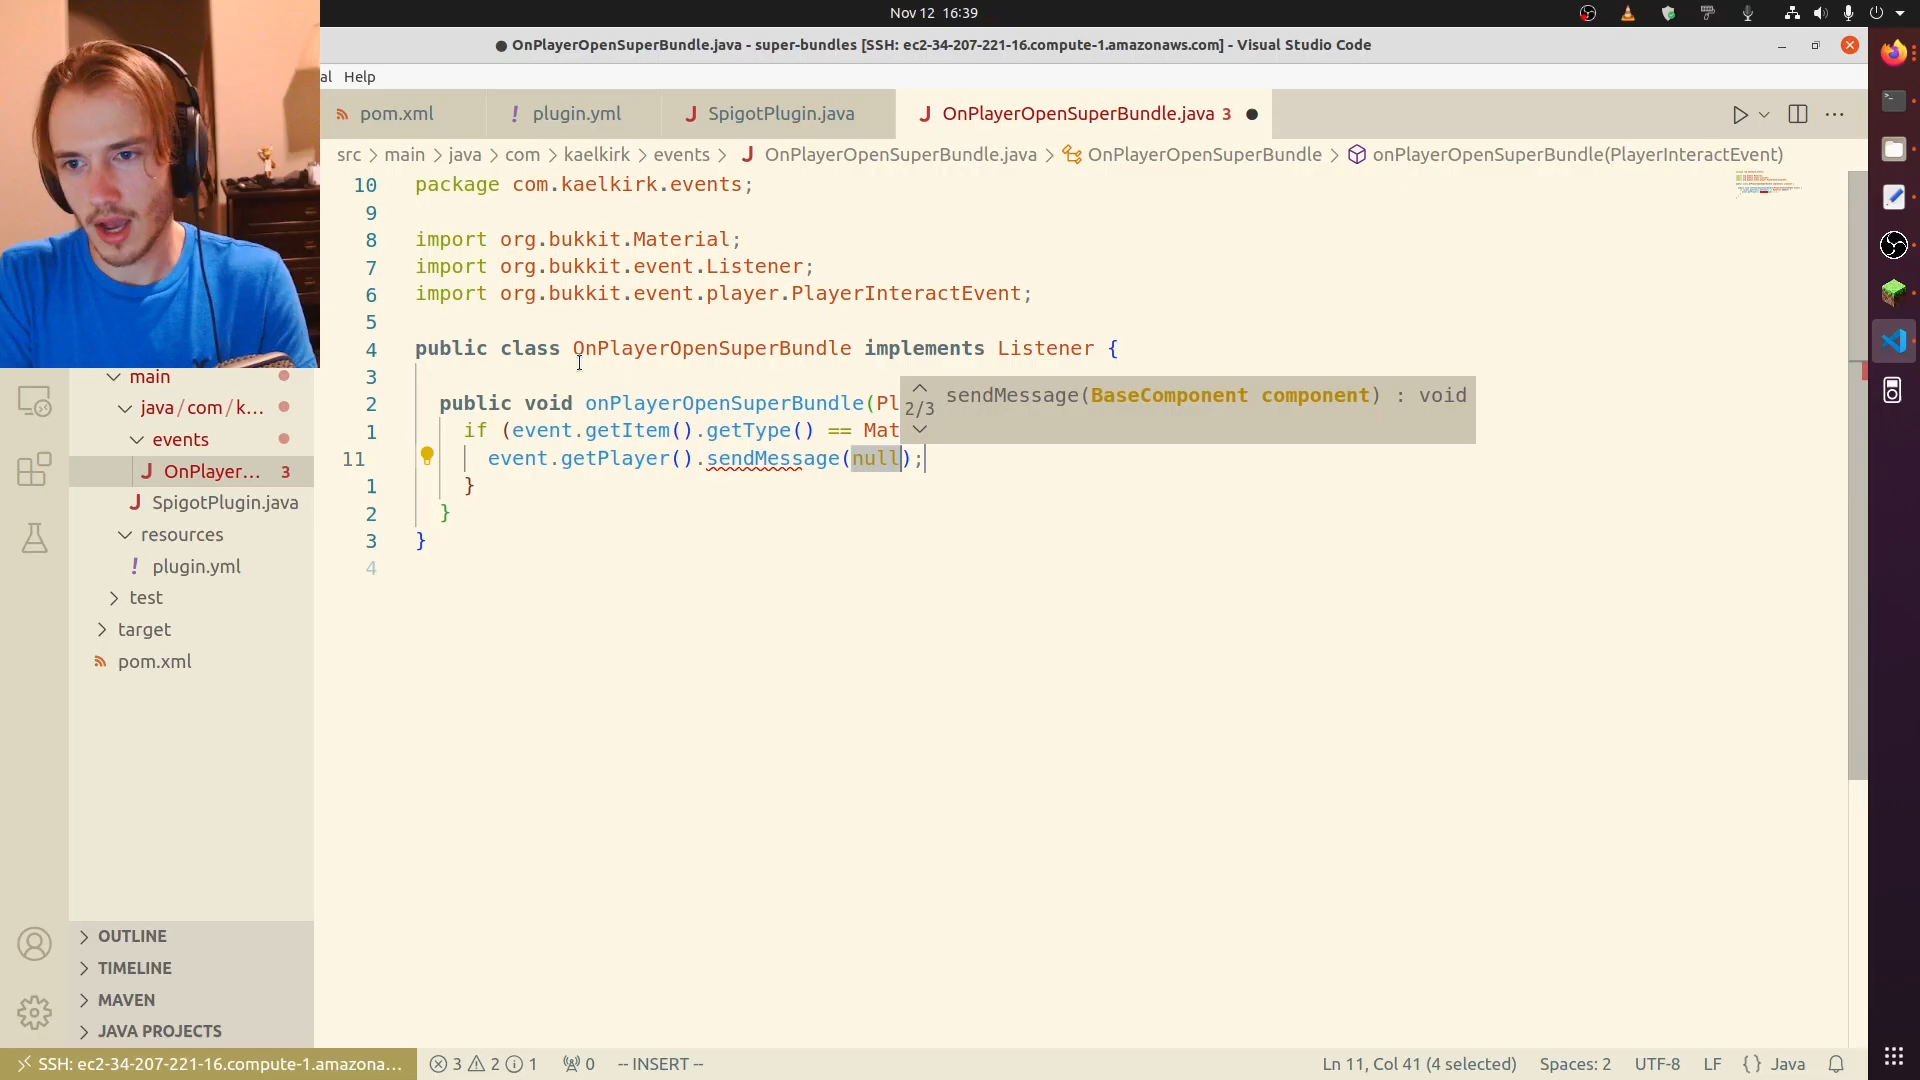 Nov 12 16:39
OnPlayerOpenSuperBundle.java - super-bundles [SSH: ec2-34-207-221-16.compute-1.amazonaws.com] - Visual Studio Code
al Help
pom.xml
! plugin.yml
J SpigotPlugin.java
J OnPlayerOpenSuperBundle.java 3
src > main > java > com > kaelkirk > events > J OnPlayerOpenSuperBundle.java > OnPlayerOpenSuperBundle > onPlayerOpenSuperBundle(PlayerInteractEvent)
10 package com.kaelkirk.events;
9
8 import org.bukkit.Material;
7 import org.bukkit.event.Listener;
6 import org.bukkit.event.player.PlayerInteractEvent;
5
4 public class OnPlayerOpenSuperBundle implements Listener {
3
2 public void onPlayerOpenSuperBundle(Pl
1 if (event.getItem().getType() == Mat
11 event.getPlayer().sendMessage(null);
1 }
2 }
3 }
4
2/3 sendMessage(BaseComponent component) : void
main
java/com/k...
events
J OnPlayer... 3
J SpigotPlugin.java
resources
! plugin.yml
test
target
pom.xml
OUTLINE
TIMELINE
MAVEN
JAVA PROJECTS
SSH: ec2-34-207-221-16.compute-1.amazona... 3 2 1 0 -- INSERT -- Ln 11, Col 41 (4 selected) Spaces: 2 UTF-8 LF {} Java